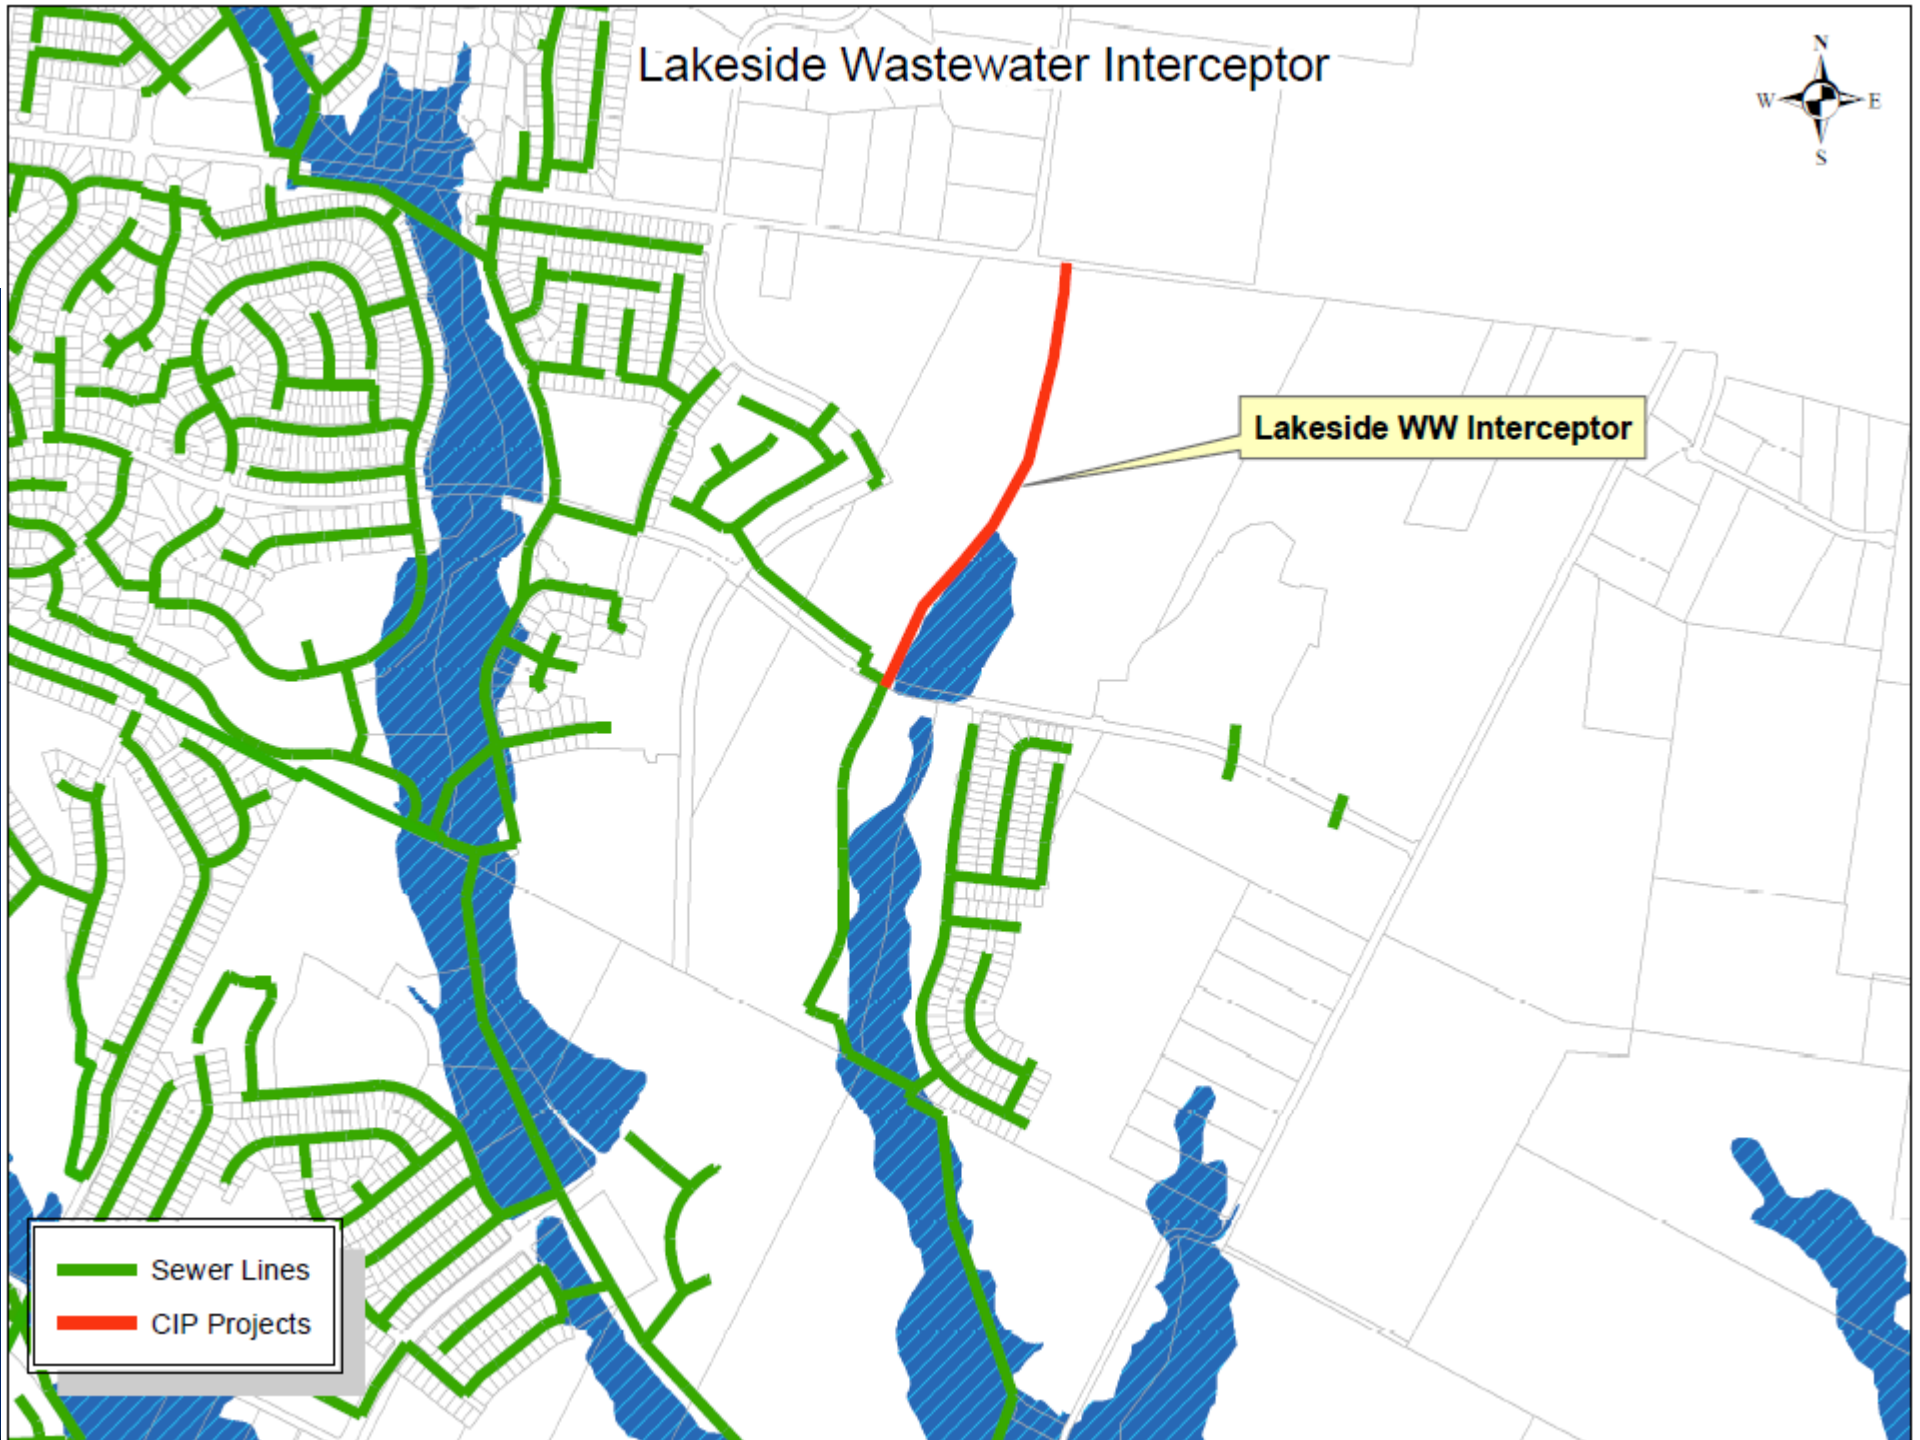 Lakeside Wastewater Interceptor
N
W E
S
Lakeside WW Interceptor
Sewer Lines
CIP Projects